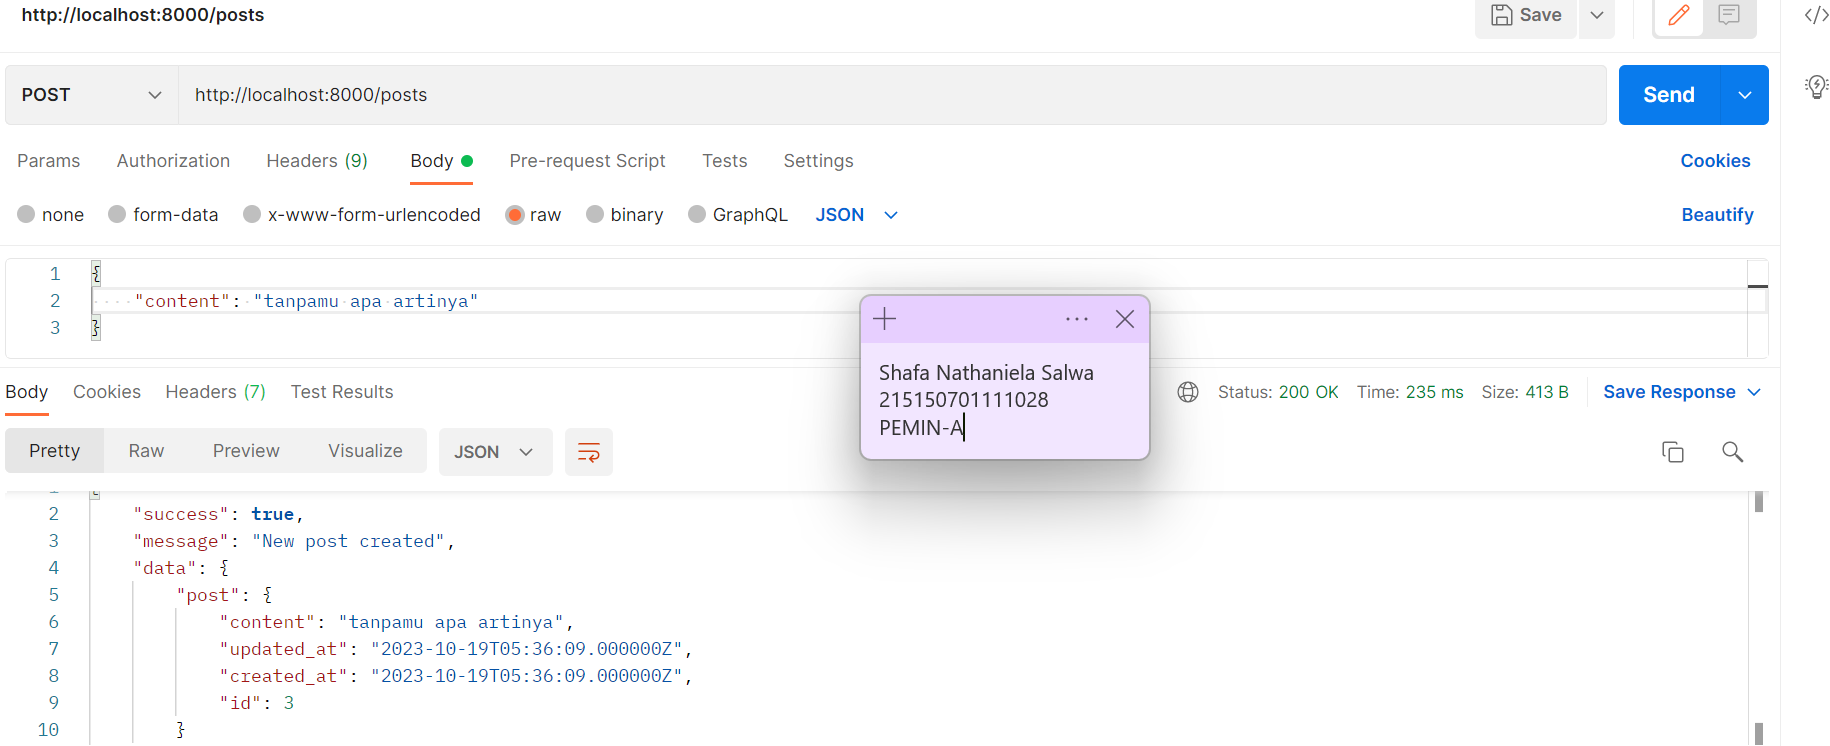 http://localhost:8000/posts
Save
POST
http://localhost:8000/posts
Send
Params Authorization Headers (9) Body Pre-request Script Tests Settings Cookies
none form-data x-www-form-urlencoded raw binary GraphQL JSON Beautify
1 {
2 "content": "tanpamu apa artinya"
3 }
Shafa Nathaniela Salwa
215150701111028
PEMIN-A
Body Cookies Headers (7) Test Results Status: 200 OK Time: 235 ms Size: 413 B Save Response
Pretty Raw Preview Visualize JSON
2 "success": true,
3 "message": "New post created",
4 "data": {
5 "post": {
6 "content": "tanpamu apa artinya",
7 "updated_at": "2023-10-19T05:36:09.000000Z",
8 "created_at": "2023-10-19T05:36:09.000000Z",
9 "id": 3
10 }